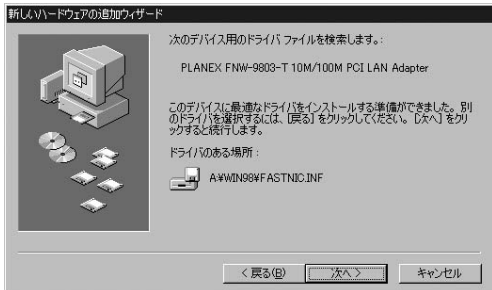 新しいハードウェアの追加ウィザード
次のデバイス用のドライバ ファイルを検索します。:
PLANEX FNW-9803-T 10M/100M PCI LAN Adapter
このデバイスに最適なドライバをインストールする準備ができました。別
のドライバを選択するには、[戻る] をクリックしてください。[次へ] をクリ
ックすると続行します。
ドライバのある場所 :
A:¥WIN98¥FASTNIC.INF
< 戻る(B)
次へ >
キャンセル